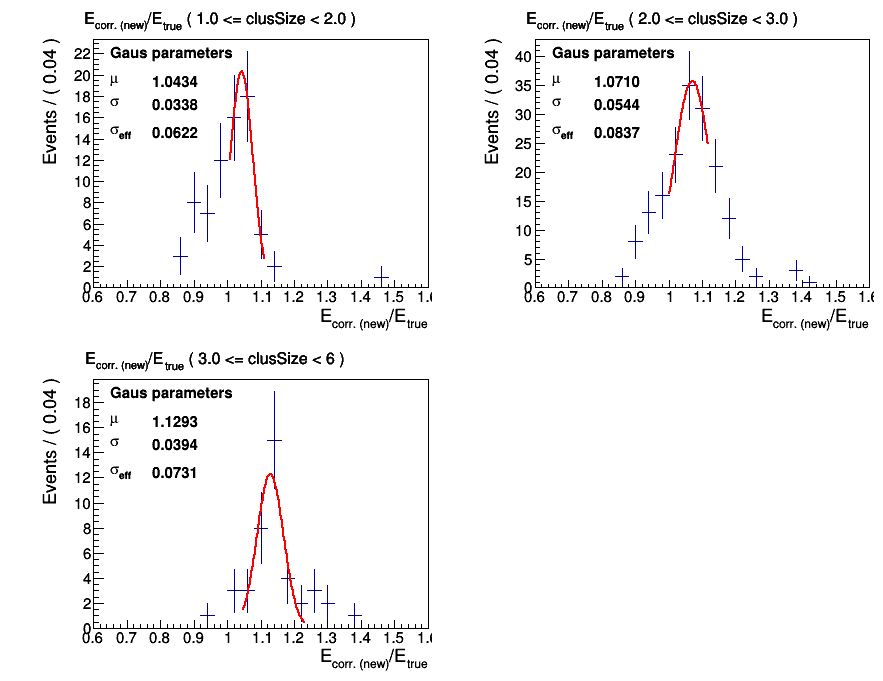 E_corr. (new)/E_true ( 1.0 <= clusSize < 2.0 )
Events / ( 0.04 )
Gaus parameters
μ 1.0434
σ 0.0338
σ_eff 0.0622
22
20
18
16
14
12
10
8
6
4
2
0
0.6 0.7 0.8 0.9 1 1.1 1.2 1.3 1.4 1.5 1.6
E_corr. (new)/E_true
E_corr. (new)/E_true ( 2.0 <= clusSize < 3.0 )
Events / ( 0.04 )
Gaus parameters
μ 1.0710
σ 0.0544
σ_eff 0.0837
40
35
30
25
20
15
10
5
0
0.6 0.7 0.8 0.9 1 1.1 1.2 1.3 1.4 1.5 1.6
E_corr. (new)/E_true
E_corr. (new)/E_true ( 3.0 <= clusSize < 6 )
Events / ( 0.04 )
Gaus parameters
μ 1.1293
σ 0.0394
σ_eff 0.0731
18
16
14
12
10
8
6
4
2
0
0.6 0.7 0.8 0.9 1 1.1 1.2 1.3 1.4 1.5 1.6
E_corr. (new)/E_true